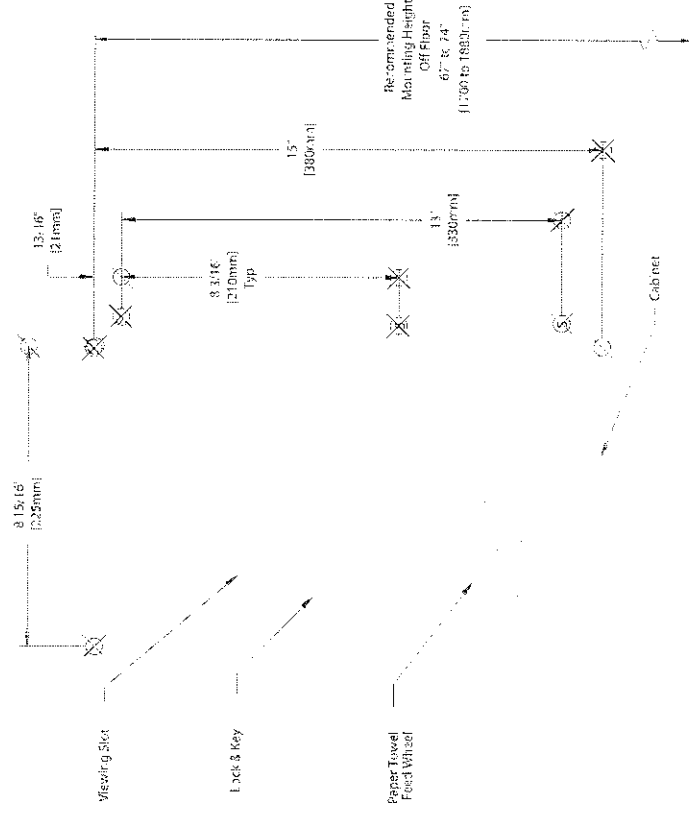 Viewing Slot
Lock & Key
Paper Towel
Feed Wheel
8 15/16"
[225mm]
13/16"
[21mm]
8 3/16"
[210mm]
Typ
13"
[330mm]
15"
[380mm]
Recommended
Mounting Height
Off Floor
67" to 74"
[1700 to 1880mm]
S
Cabinet